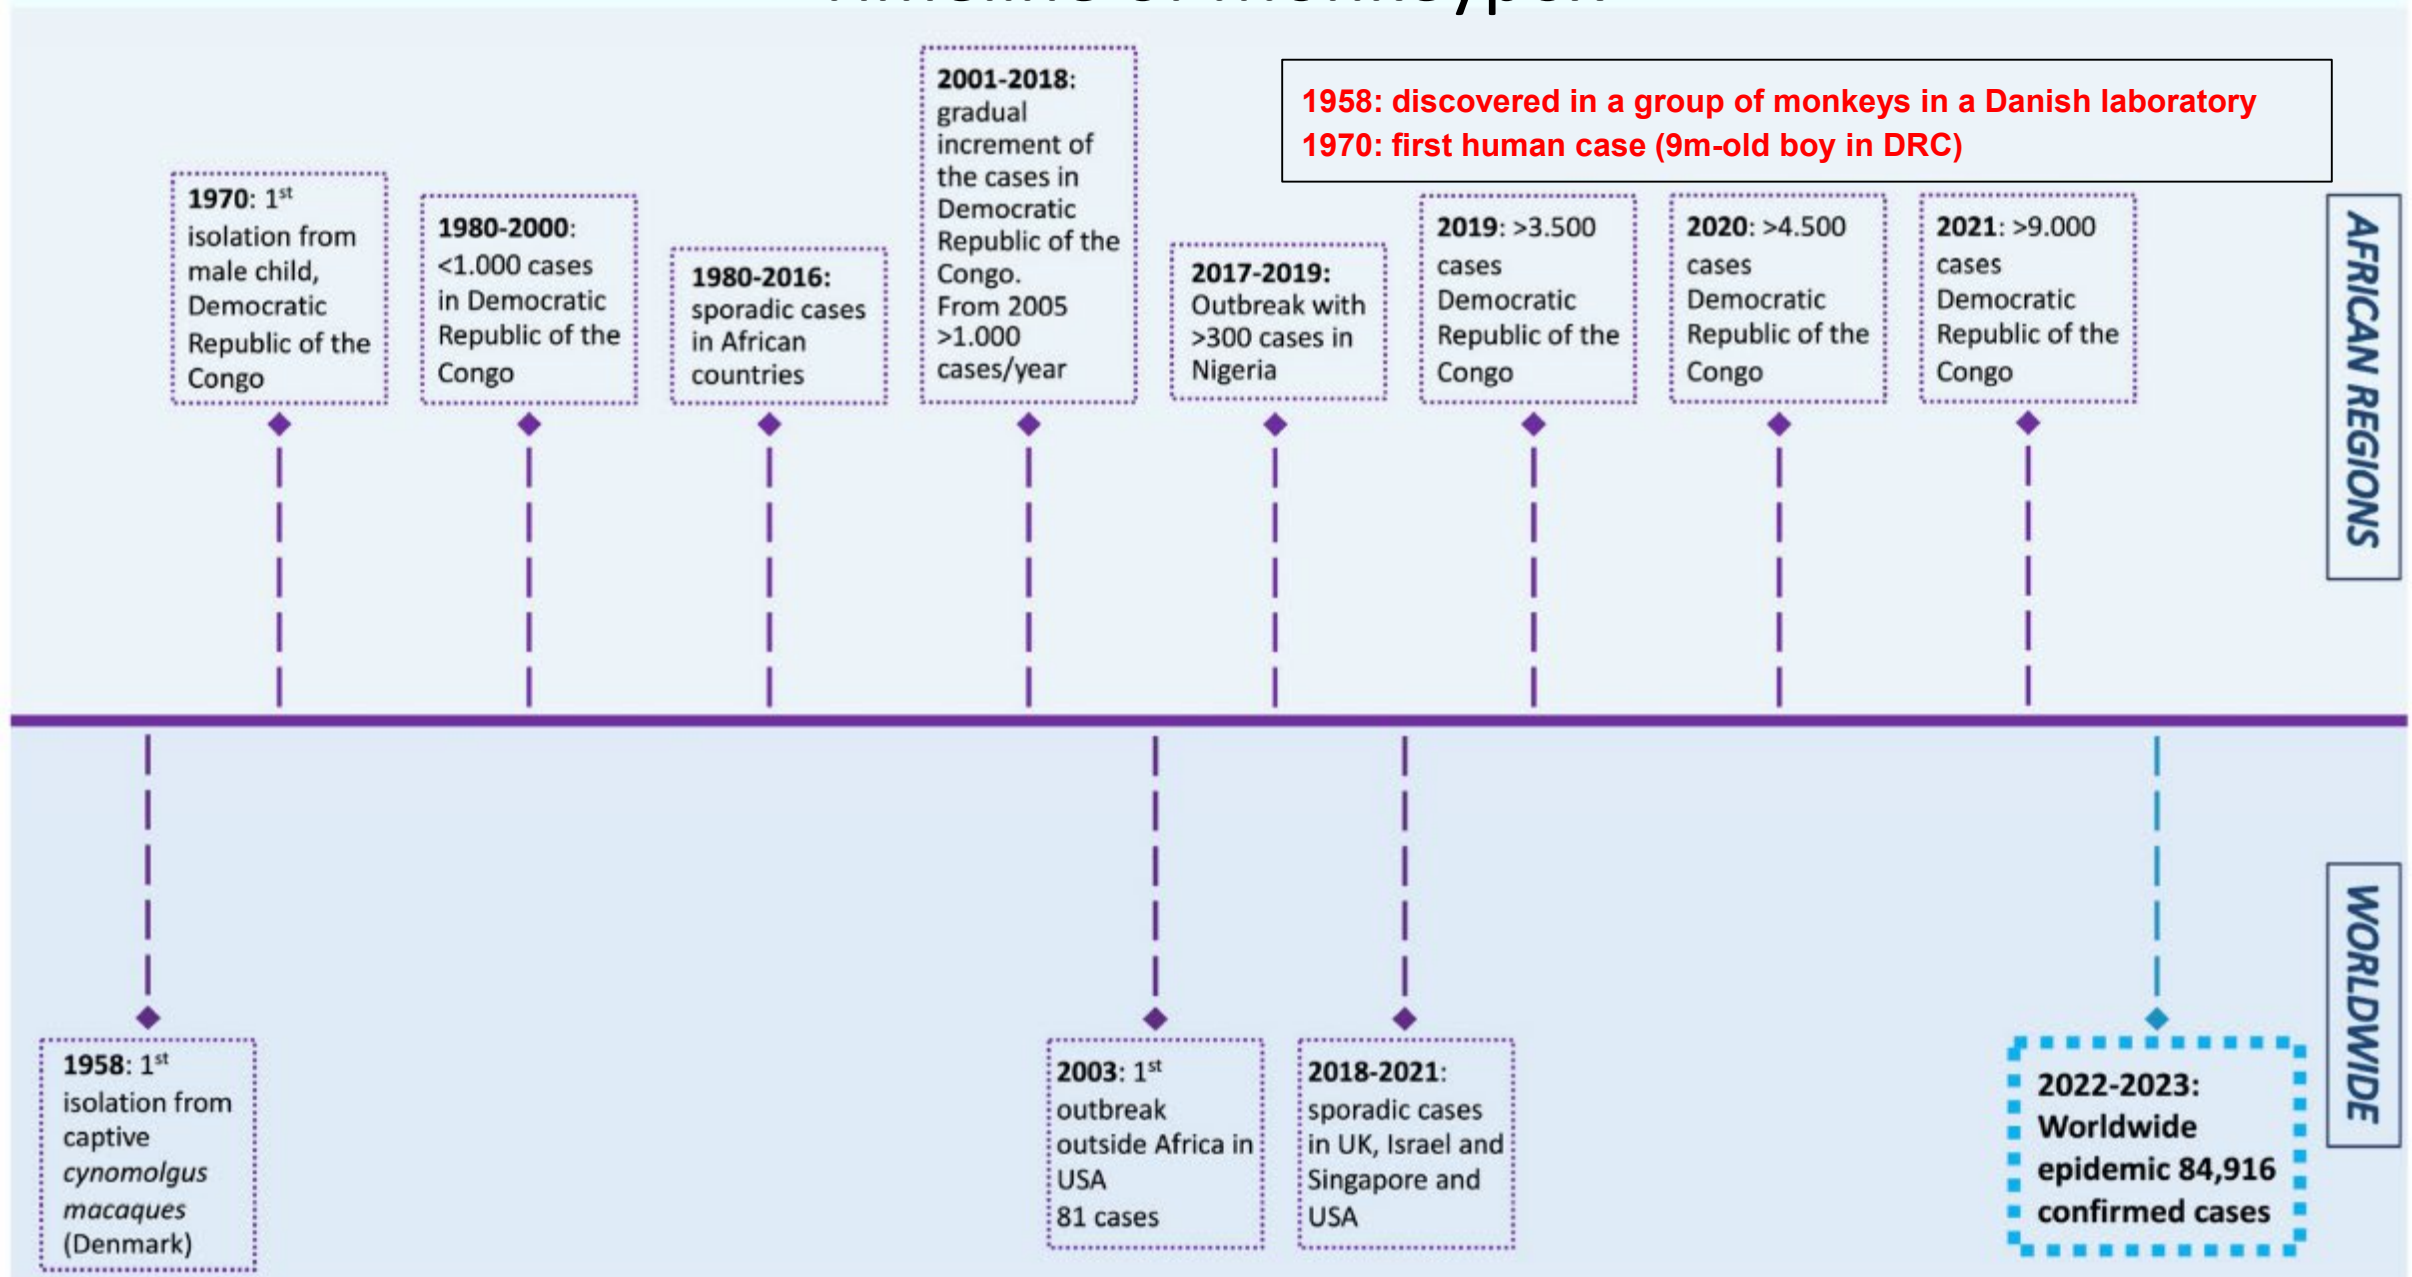 Timeline of Monkeypox
1958: discovered in a group of monkeys in a Danish laboratory
1970: first human case (9m-old boy in DRC)
1970: 1st
isolation from
male child,
Democratic
Republic of the
Congo
1980-2000:
<1.000 cases
in Democratic
Republic of the
Congo
1980-2016:
sporadic cases
in African
countries
2001-2018:
gradual
increment of
the cases in
Democratic
Republic of the
Congo.
From 2005
>1.000
cases/year
2017-2019:
Outbreak with
>300 cases in
Nigeria
2019: >3.500
cases
Democratic
Republic of the
Congo
2020: >4.500
cases
Democratic
Republic of the
Congo
2021: >9.000
cases
Democratic
Republic of the
Congo
AFRICAN REGIONS
1958: 1st
isolation from
captive
cynomolgus
macaques
(Denmark)
2003: 1st
outbreak
outside Africa in
USA
81 cases
2018-2021:
sporadic cases
in UK, Israel and
Singapore and
USA
2022-2023:
Worldwide
epidemic 84,916
confirmed cases
WORLDWIDE